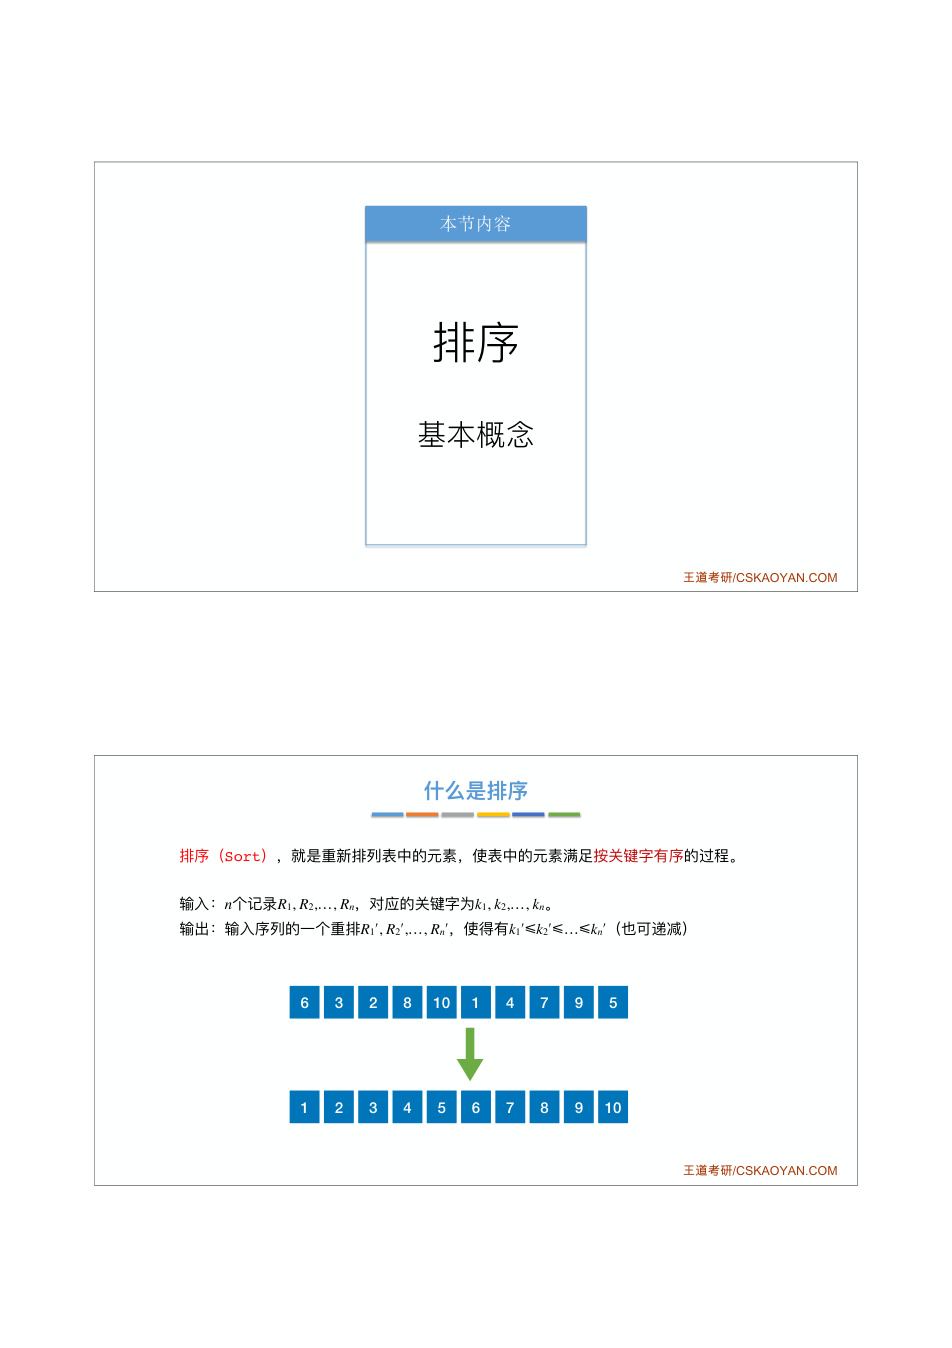 本节内容
排序
基本概念
王道考研/CSKAOYAN.COM
什么是排序
排序（Sort），就是重新排列表中的元素，使表中的元素满足按关键字有序的过程。
输入：n个记录R1, R2,…, Rn，对应的关键字为k1, k2,…, kn。
输出：输入序列的一个重排R1′, R2′,…, Rn′，使得有k1′≤k2′≤…≤kn′（也可递减）
6 3 2 8 10 1 4 7 9 5
1 2 3 4 5 6 7 8 9 10
王道考研/CSKAOYAN.COM